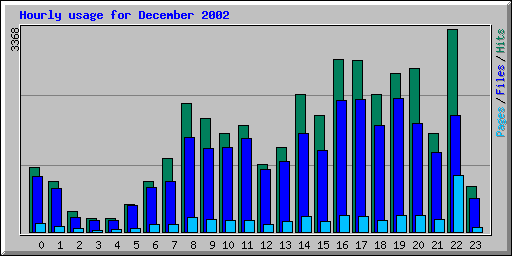 Hourly usage for December 2002
3368
Pages / Files / Hits
0 1 2 3 4 5 6 7 8 9 10 11 12 13 14 15 16 17 18 19 20 21 22 23